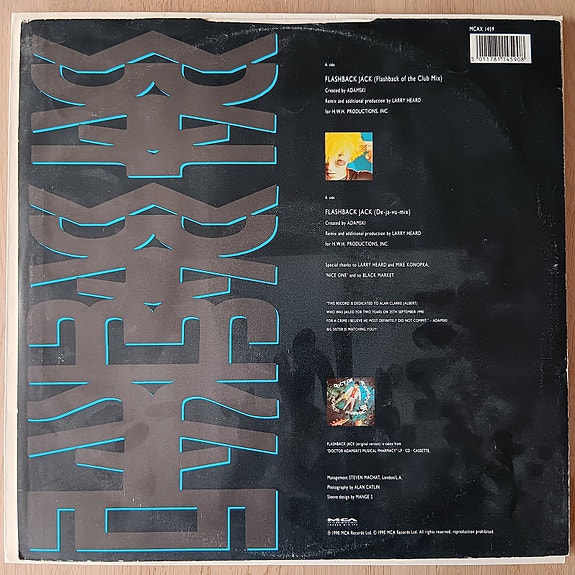 MCAX 1459
5 011781 145908
A side
FLASHBACK JACK (Flashback of the Club Mix)
Created by ADAMSKI
Remix and additional production by LARRY HEARD
for H.W.H. PRODUCTIONS, INC.
B side
FLASHBACK JACK (De-ja-vu-mix)
Created by ADAMSKI
Remix and additional production by LARRY HEARD
for H.W.H. PRODUCTIONS, INC.
Special thanks to LARRY HEARD and MIKE KONOPKA,
'NICE ONE' and to BLACK MARKET
"THIS RECORD IS DEDICATED TO ALAN CLARKE (ALBERT)
WHO WAS JAILED FOR TWO YEARS ON 25TH SEPTEMBER 1990
FOR A CRIME I BELIEVE HE MOST DEFINITELY DID NOT COMMIT." – ADAMSKI
BIG SISTER IS WATCHING YOU!!
DOCTOR
FLASHBACK JACK (original version) is taken from
'DOCTOR ADAMSKI'S MUSICAL PHARMACY' LP · CD · CASSETTE.
Management STEVEN MACHAT, London/L.A.
Photography by ALAN CATLIN
Sleeve design by MANGE 2
MCA
℗ 1990 MCA Records Ltd. © 1990 MCA Records Ltd. All rights reserved, reproduction prohibited.